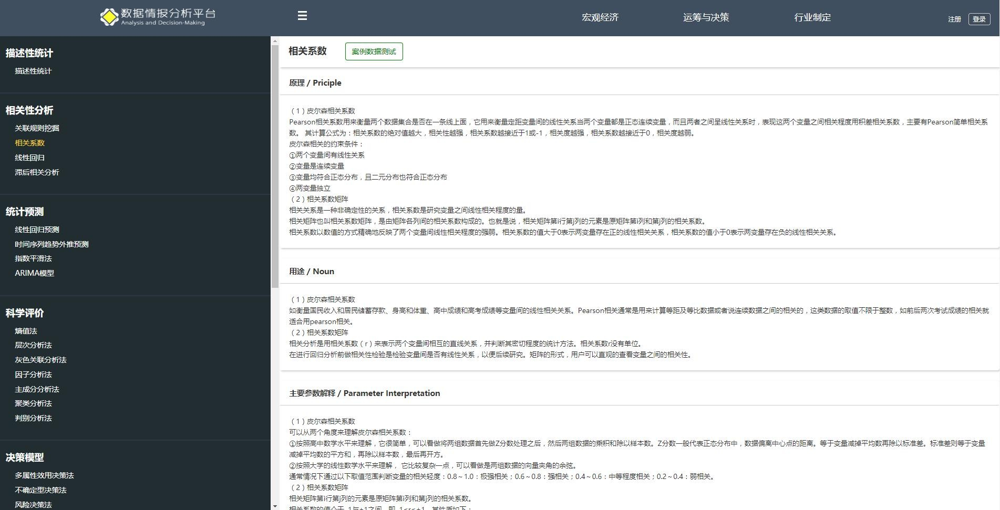 数据情报分析平台
Analysis and Decision-Making
宏观经济
运筹与决策
行业制定
注册
登录
描述性统计
描述性统计
相关性分析
关联规则挖掘
相关系数
线性回归
滞后相关分析
统计预测
线性回归预测
时间序列趋势外推预测
指数平滑法
ARIMA模型
科学评价
熵值法
层次分析法
灰色关联分析法
因子分析法
主成分分析法
聚类分析法
判别分析法
决策模型
多属性效用决策法
不确定型决策法
风险决策法
相关系数
案例数据测试
原理 / Priciple
（1）皮尔森相关系数
Pearson相关系数用来衡量两个数据集合是否在一条线上面，它用来衡量定距变量间的线性关系当两个变量都是正态连续变量，而且两者之间呈线性关系时，表现这两个变量之间相关程度用积差相关系数，主要有Pearson简单相关系
数。 其计算公式为：相关系数的绝对值越大，相关性越强，相关系数越接近于1或-1，相关度越强，相关系数越接近于0，相关度越弱。
皮尔森相关的约束条件：
①两个变量间有线性关系
②变量是连续变量
③变量均符合正态分布，且二元分布也符合正态分布
④两变量独立
（2）相关系数矩阵
相关关系是一种非确定性的关系，相关系数是研究变量之间线性相关程度的量。
相关矩阵也叫相关系数矩阵，是由矩阵各列间的相关系数构成的。也就是说，相关矩阵第i行第j列的元素是原矩阵第i列和第j列的相关系数。
相关系数以数值的方式精确地反映了两个变量间线性相关程度的强弱。相关系数的值大于0表示两变量存在正的线性相关关系，相关系数的值小于0表示两变量存在负的线性相关关系。
用途 / Noun
（1）皮尔森相关系数
如衡量国民收入和居民储蓄存款、身高和体重、高中成绩和高考成绩等变量间的线性相关关系。Pearson相关通常是用来计算等距及等比数据或者说连续数据之间的相关的，这类数据的取值不限于整数，如前后两次考试成绩的相关就
适合用pearson相关。
（2）相关系数矩阵
相关分析是用相关系数（r）来表示两个变量间相互的直线关系，并判断其密切程度的统计方法。相关系数r没有单位。
在进行回归分析前做相关性检验是检验变量间是否有线性关系，以便后续研究。矩阵的形式，用户可以直观的查看变量之间的相关性。
主要参数解释 / Parameter Interpretation
（1）皮尔森相关系数
可以从两个角度来理解皮尔森相关系数：
①按照高中数学水平来理解，它很简单，可以看做将两组数据首先做Z分数处理之后，然后两组数据的乘积和除以样本数。Z分数一般代表正态分布中，数据偏离中心点的距离。等于变量减掉平均数再除以标准差。标准差则等于变量
减掉平均数的平方和，再除以样本数，最后再开方。
②按照大学的线性数学水平来理解， 它比较复杂一点，可以看做是两组数据的向量夹角的余弦。
通常情况下通过以下取值范围判断变量的相关轻度：0.8～1.0：极强相关；0.6～0.8：强相关；0.4～0.6：中等程度相关；0.2～0.4：弱相关。
（2）相关系数矩阵
相关矩阵第i行第j列的元素是原矩阵第i列和第j列的相关系数。
相关系数的值介于-1与+1之间，即-1≤r≤+1。其性质如下：